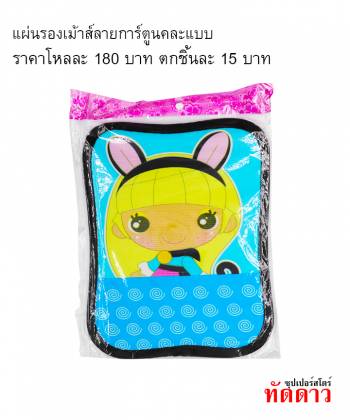 แผ่นรองเม้าส์ลายการ์ตูนคละแบบ
ราคาโหลละ 180 บาท ตกชิ้นละ 15 บาท
ซุปเปอร์สโตร์
ทัดดาว